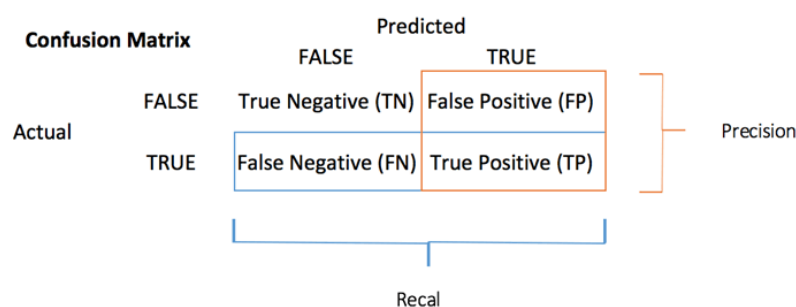 Predicted
Confusion Matrix
FALSE TRUE
FALSE True Negative (TN) False Positive (FP)
Actual Precision
TRUE False Negative (FN) True Positive (TP)
Recal